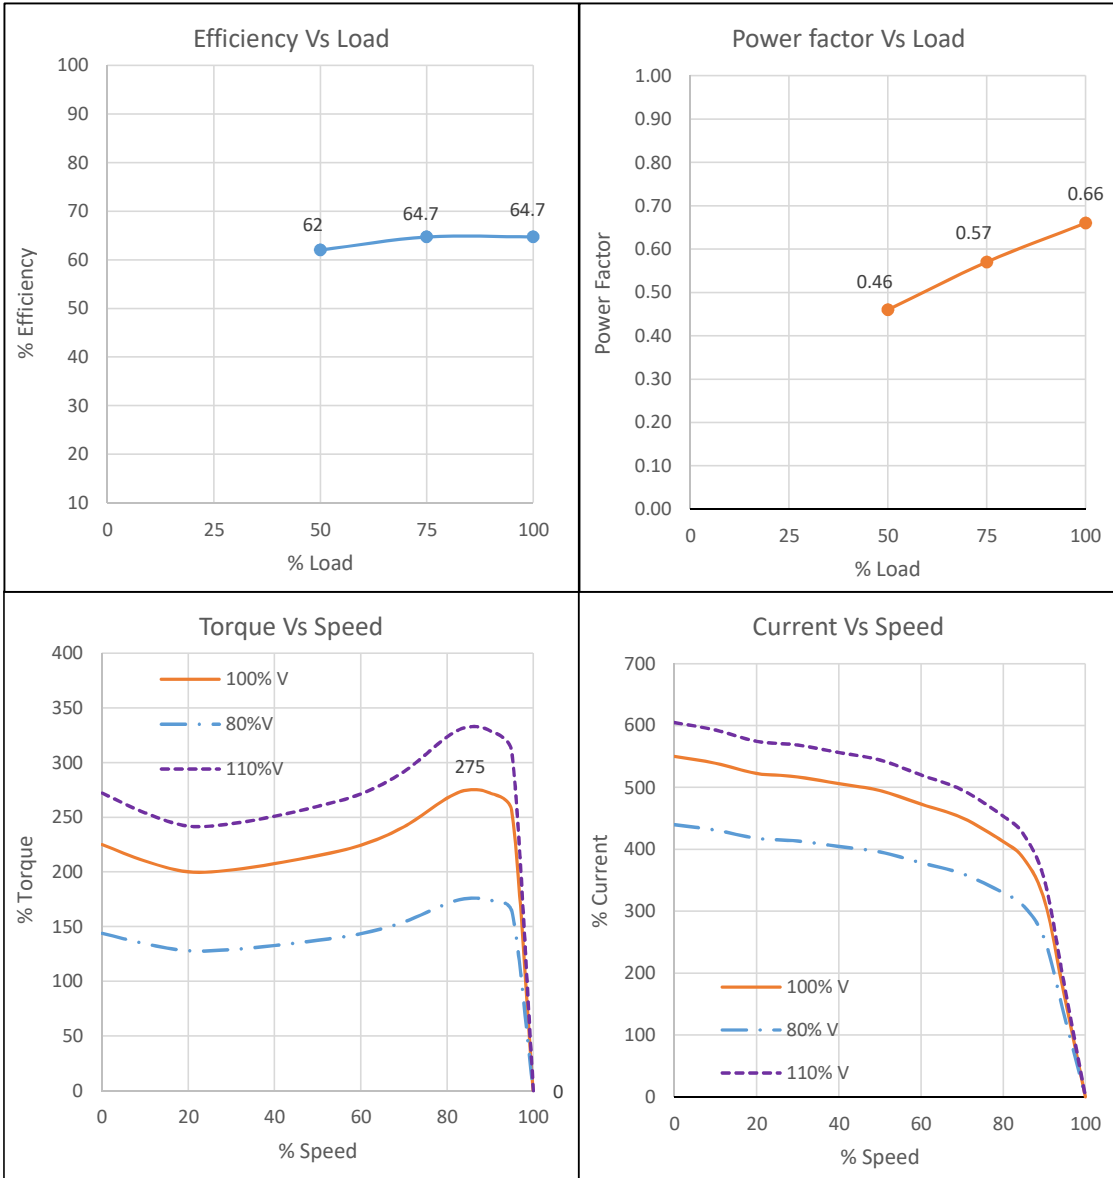 Efficiency Vs Load
100
90
80
70
60
50
40
30
20
10
% Efficiency
62
64.7
64.7
0 25 50 75 100
% Load
Power factor Vs Load
1.00
0.90
0.80
0.70
0.60
0.50
0.40
0.30
0.20
0.10
0.00
Power Factor
0.46
0.57
0.66
0 25 50 75 100
% Load
Torque Vs Speed
400
350
300
250
200
150
100
50
0
% Torque
100% V
80%V
110%V
275
0
0 20 40 60 80 100
% Speed
Current Vs Speed
700
600
500
400
300
200
100
0
% Current
100% V
80% V
110% V
0 20 40 60 80 100
% Speed